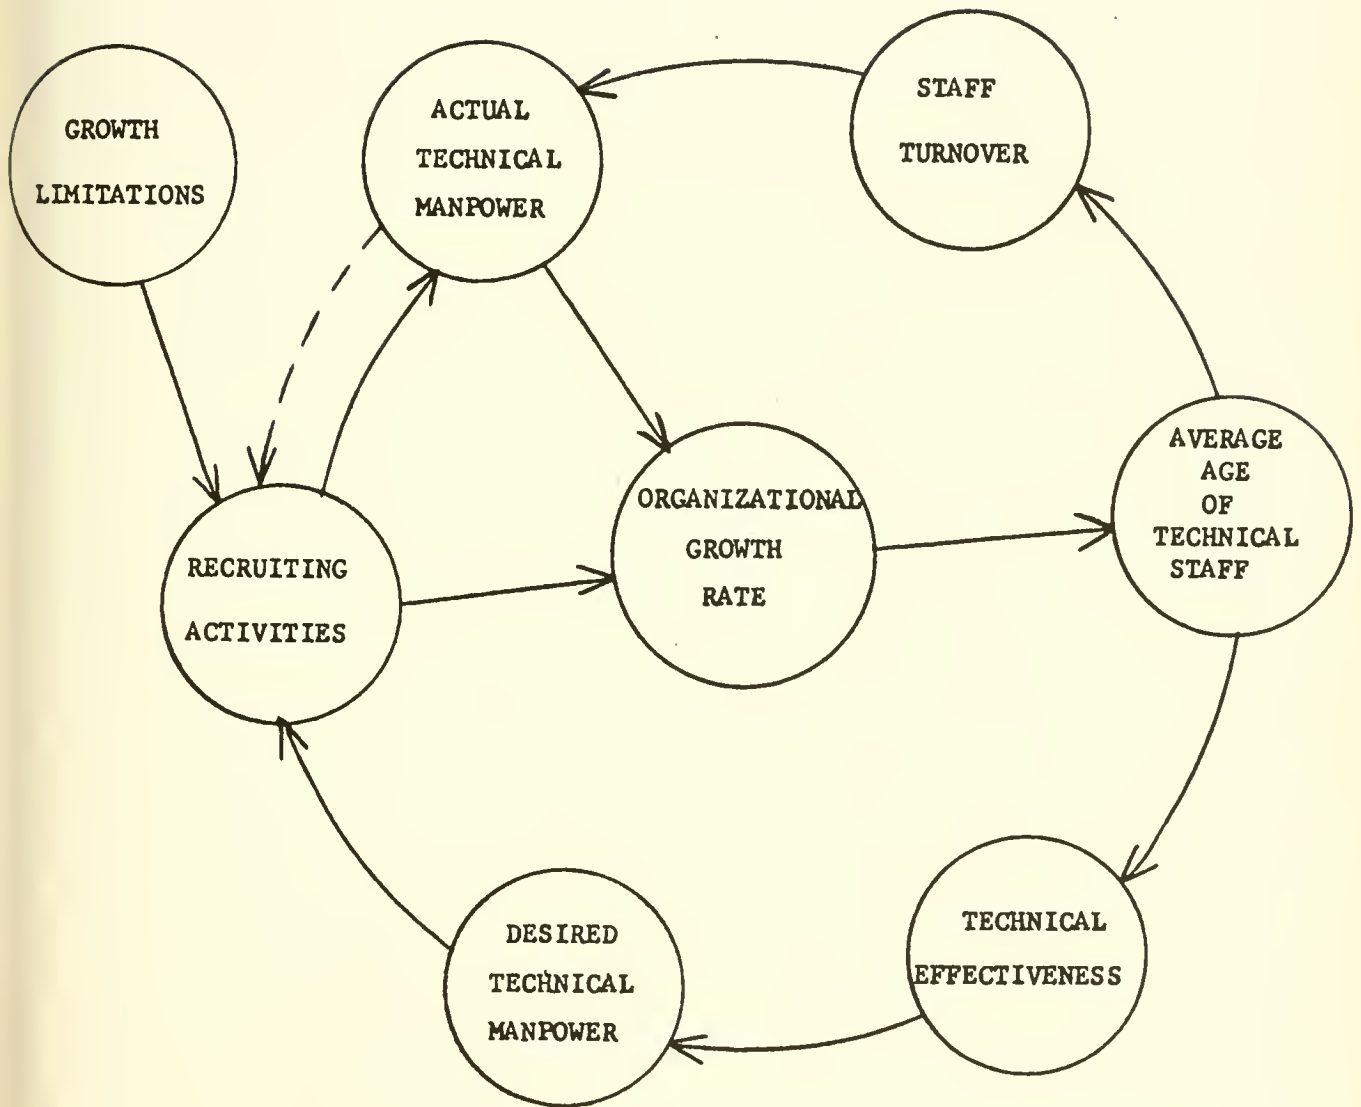 GROWTH
LIMITATIONS
ACTUAL
TECHNICAL
MANPOWER
STAFF
TURNOVER
RECRUITING
ACTIVITIES
ORGANIZATIONAL
GROWTH
RATE
AVERAGE
AGE
OF
TECHNICAL
STAFF
DESIRED
TECHNICAL
MANPOWER
TECHNICAL
EFFECTIVENESS